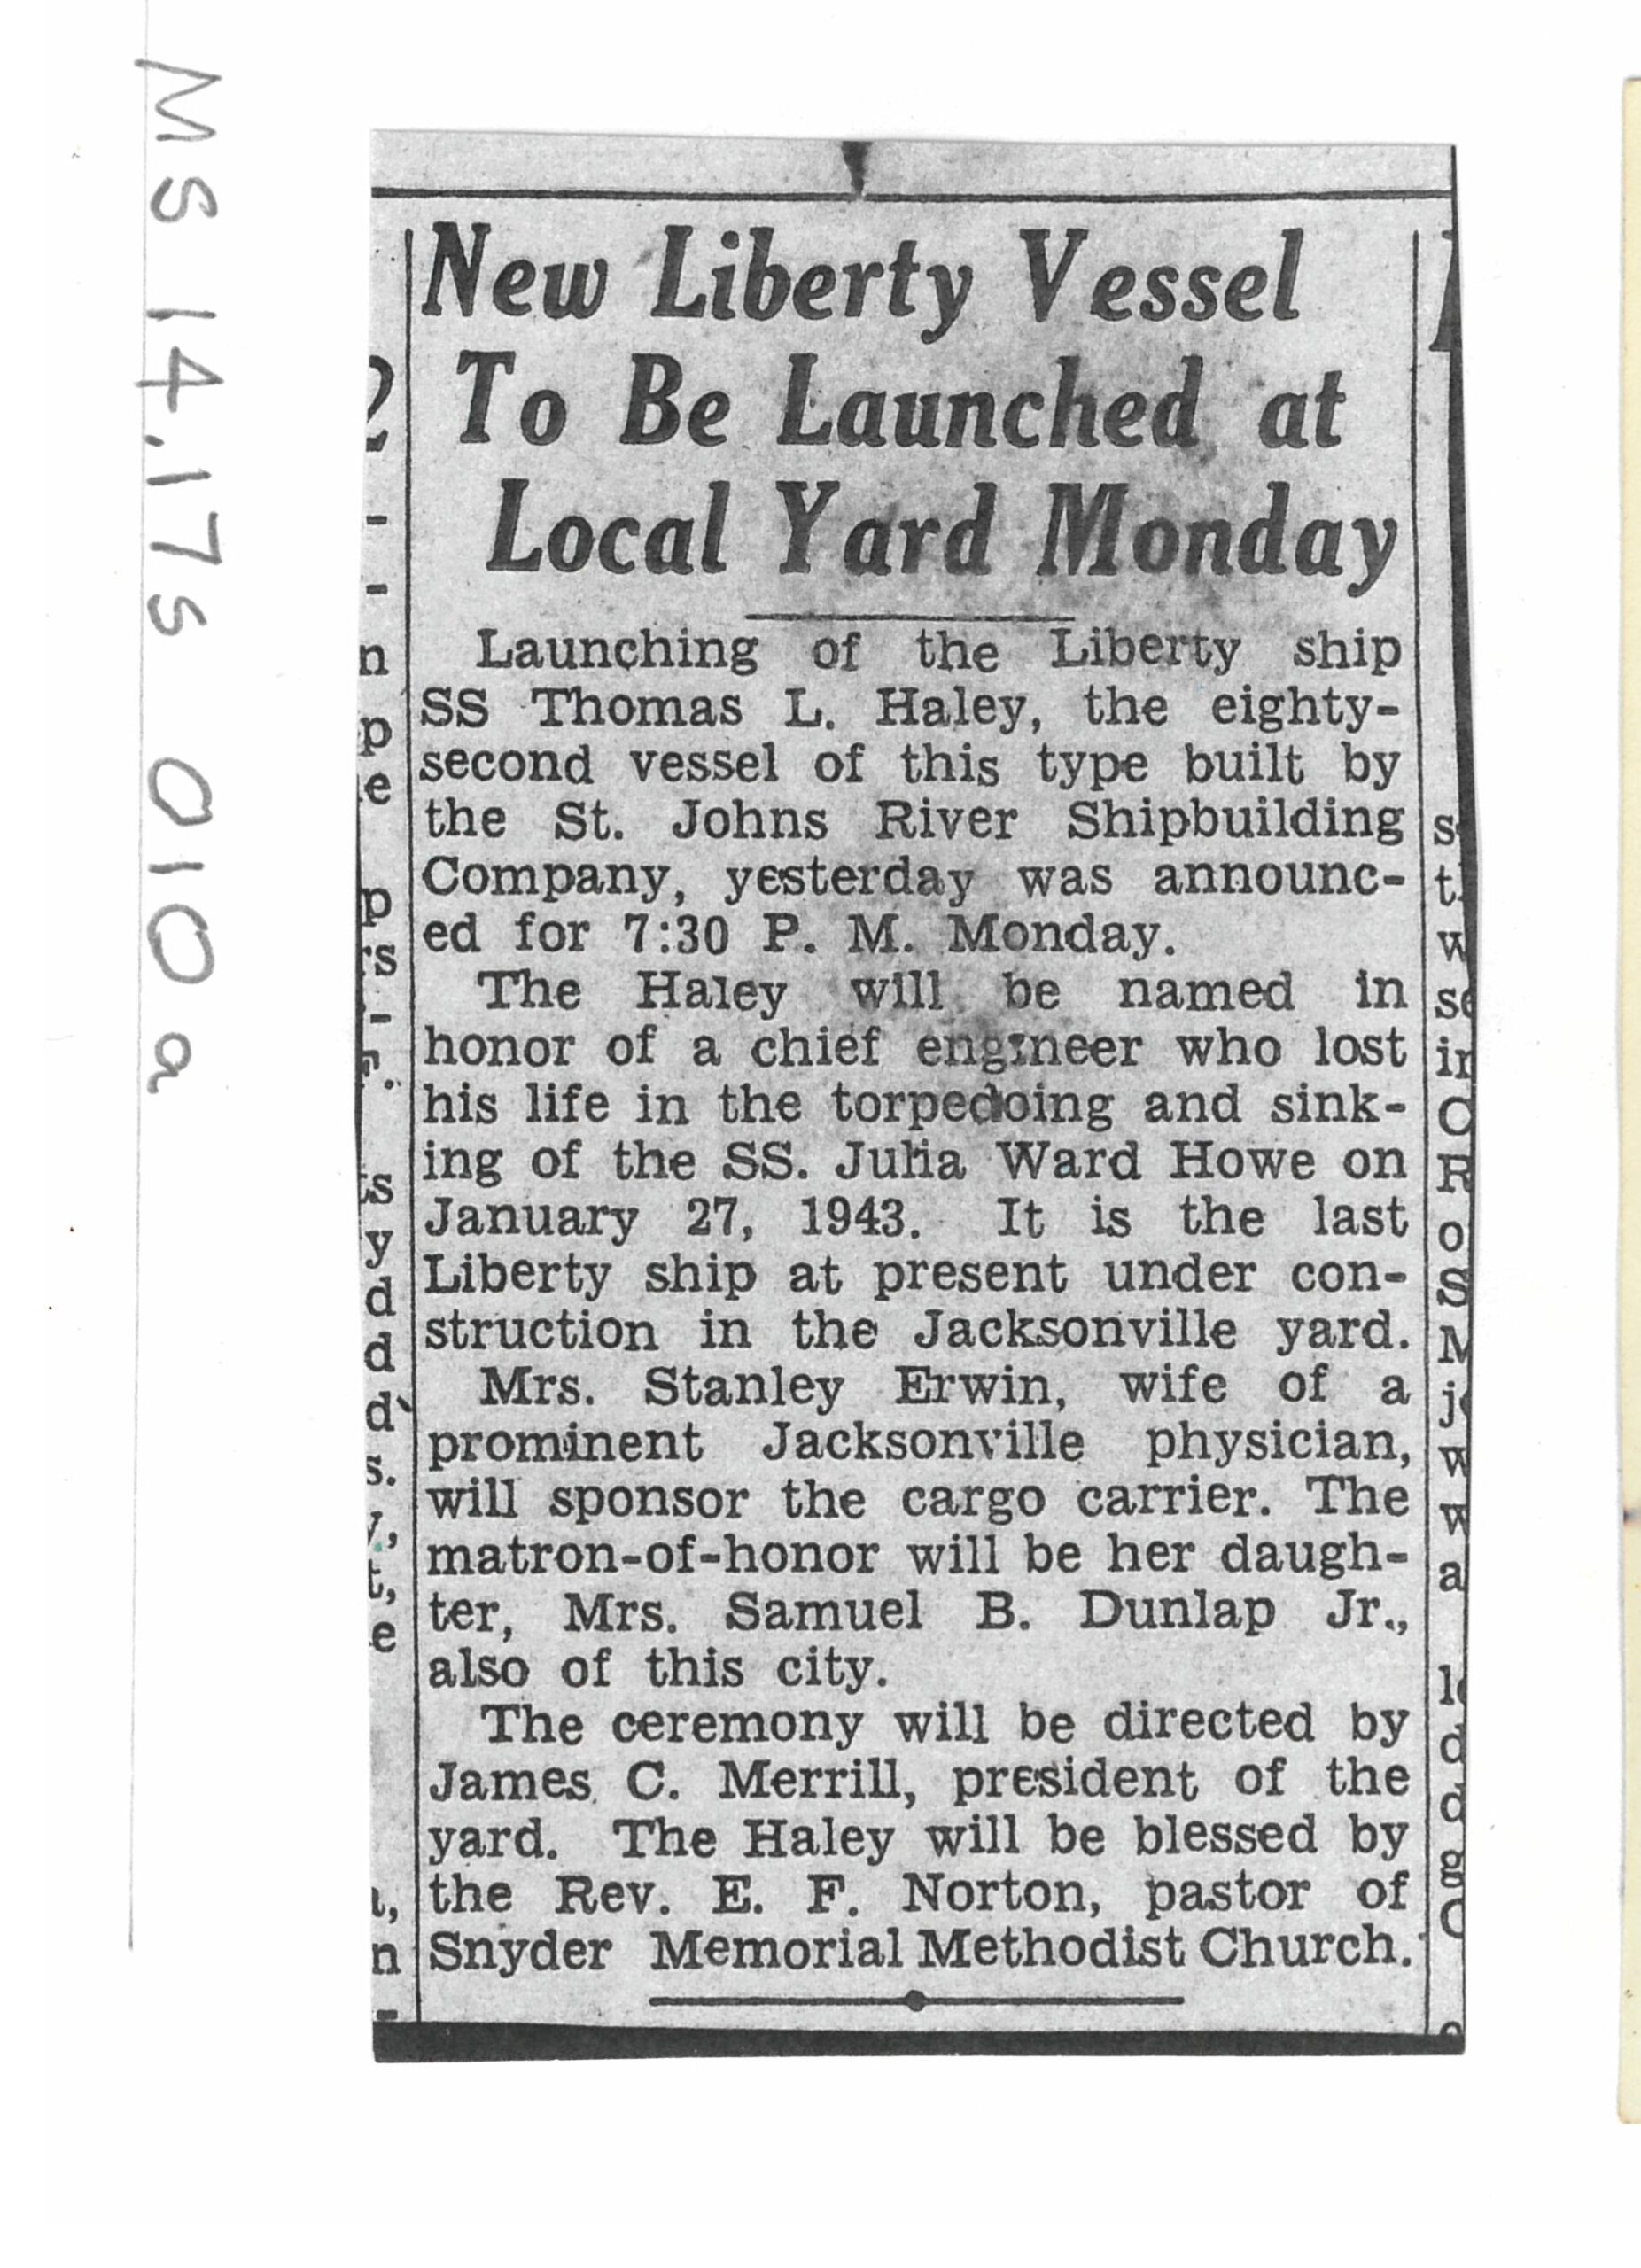 MS 14.17s 010a
New Liberty Vessel
To Be Launched at
Local Yard Monday
Launching of the Liberty ship
SS Thomas L. Haley, the eighty-
second vessel of this type built by
the St. Johns River Shipbuilding
Company, yesterday was announc-
ed for 7:30 P. M. Monday.
The Haley will be named in
honor of a chief engineer who lost
his life in the torpedoing and sink-
ing of the SS. Julia Ward Howe on
January 27, 1943. It is the last
Liberty ship at present under con-
struction in the Jacksonville yard.
Mrs. Stanley Erwin, wife of a
prominent Jacksonville physician,
will sponsor the cargo carrier. The
matron-of-honor will be her daugh-
ter, Mrs. Samuel B. Dunlap Jr.,
also of this city.
The ceremony will be directed by
James C. Merrill, president of the
yard. The Haley will be blessed by
the Rev. E. F. Norton, pastor of
Snyder Memorial Methodist Church.